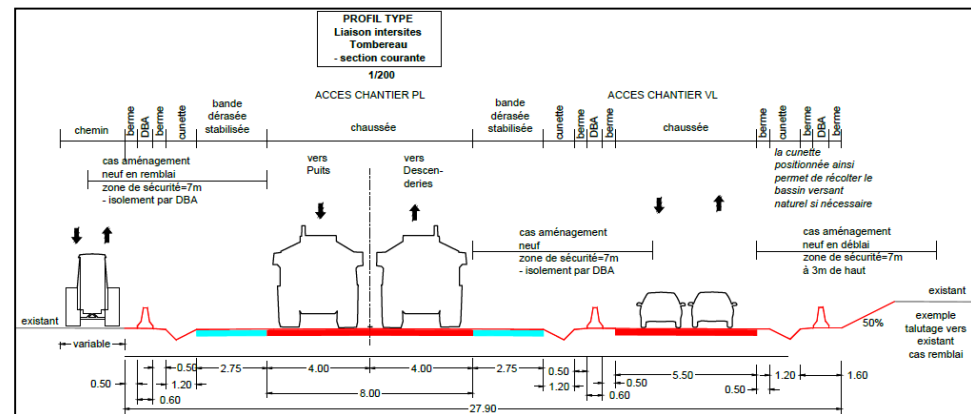 PROFIL TYPE
Liaison intersites
Tombereau
- section courante
1/200
ACCES CHANTIER PL
ACCES CHANTIER VL
chemin
berme
DBA
berme
cunette
bande
dérasée
stabilisée
chaussée
bande
dérasée
stabilisée
cunette
berme
DBA
berme
chaussée
berme
cunette
berme
DBA
berme
cas aménagement
neuf en remblai
zone de sécurité=7m
- isolement par DBA
vers
Puits
vers
Descen-
deries
la cunette
positionnée ainsi
permet de récolter le
bassin versant
naturel si nécessaire
cas aménagement
neuf
zone de sécurité=7m
- isolement par DBA
cas aménagement
neuf en déblai
zone de sécurité=7m
à 3m de haut
existant
existant
50%
exemple
talutage vers
existant
cas remblai
variable
0.50
2.75
4.00
4.00
2.75
0.50
5.50
1.20
1.60
0.50
1.20
1.20
0.50
0.50
0.60
8.00
0.60
27.90